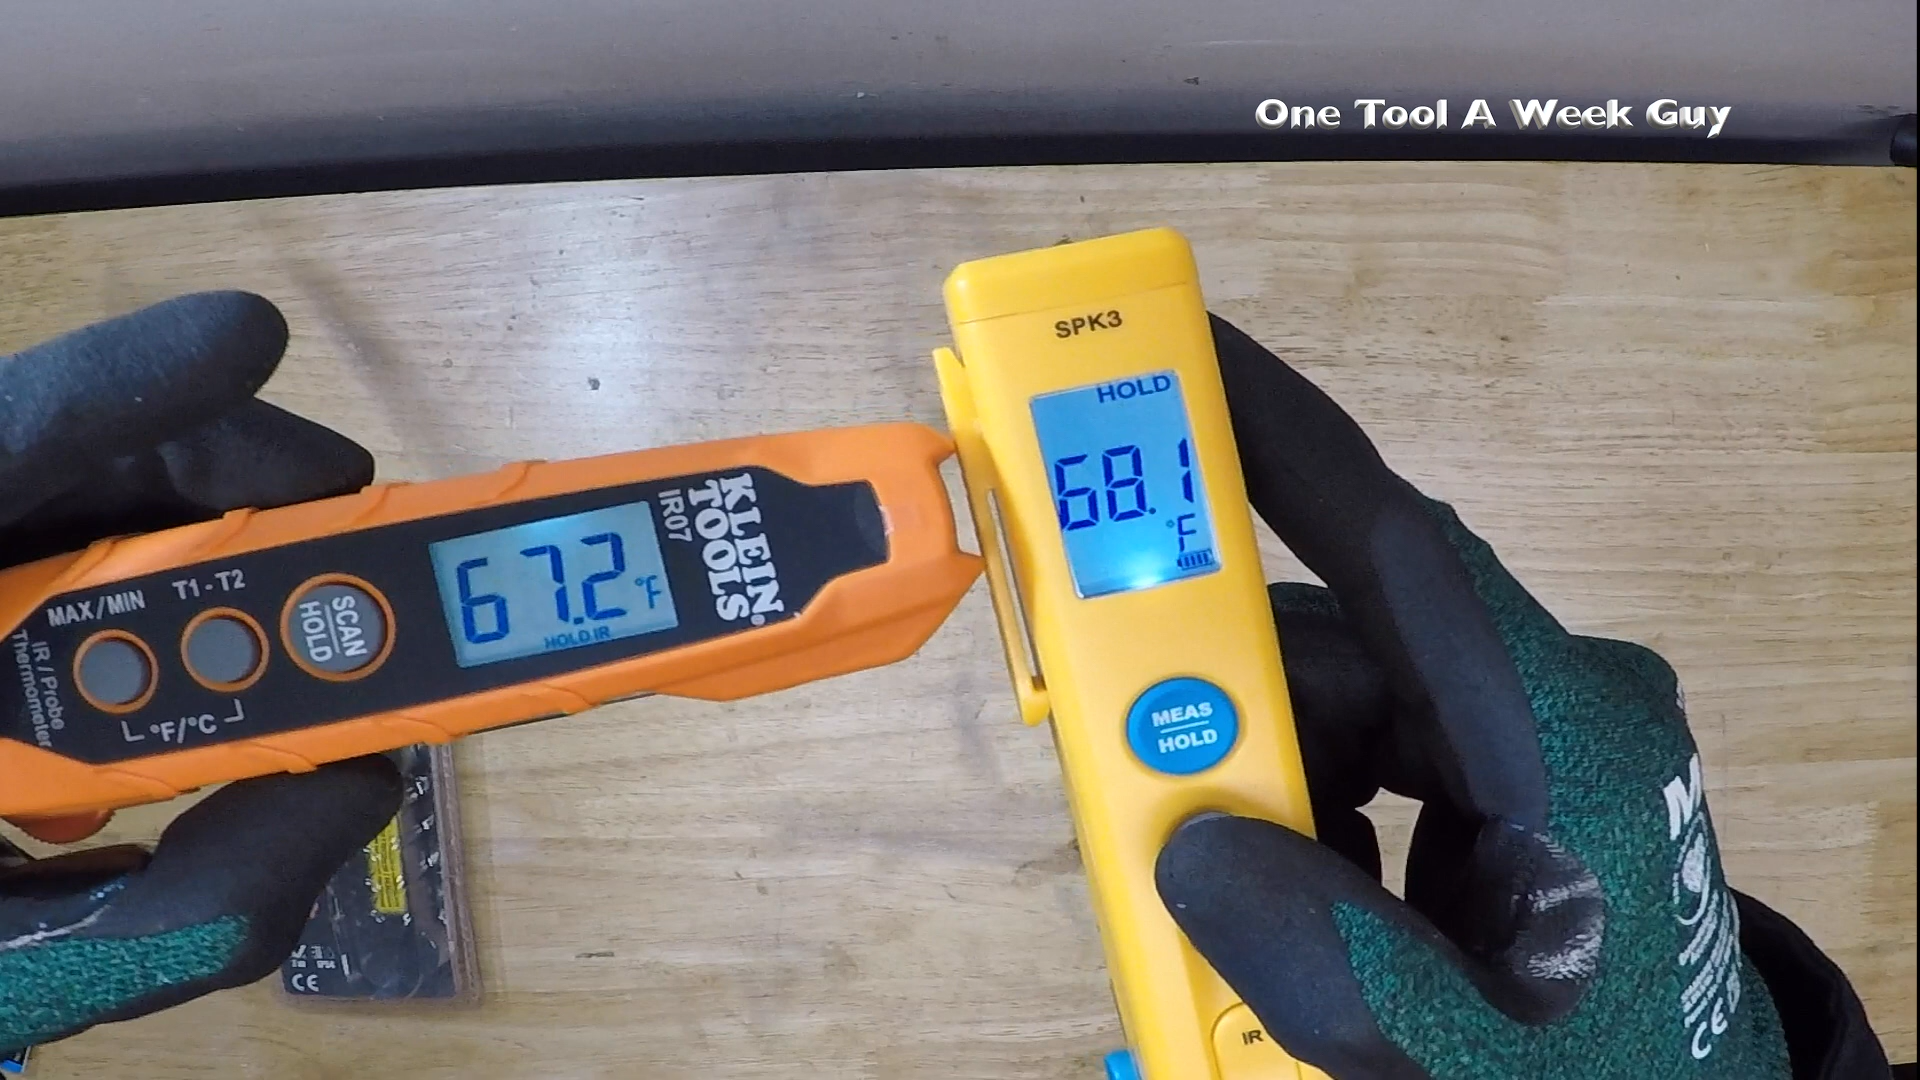 One Tool A Week Guy
SPK3
HOLD
68.1
°F
MEAS
HOLD
IR
KLEIN
TOOLS®
IR07
67.2 °F
HOLD IR
SCAN
HOLD
T1-T2
MAX/MIN
°F/°C
IR / Probe
Thermometer
CE
M
CE